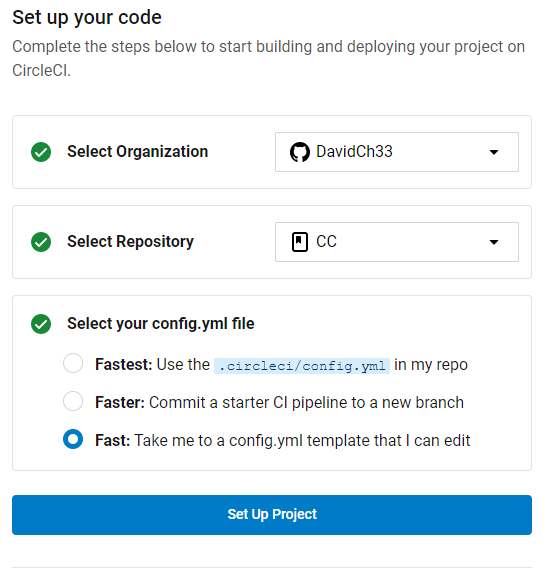 Set up your code
Complete the steps below to start building and deploying your project on
CircleCI.
Select Organization
DavidCh33
Select Repository
CC
Select your config.yml file
Fastest: Use the .circleci/config.yml in my repo
Faster: Commit a starter CI pipeline to a new branch
Fast: Take me to a config.yml template that I can edit
Set Up Project